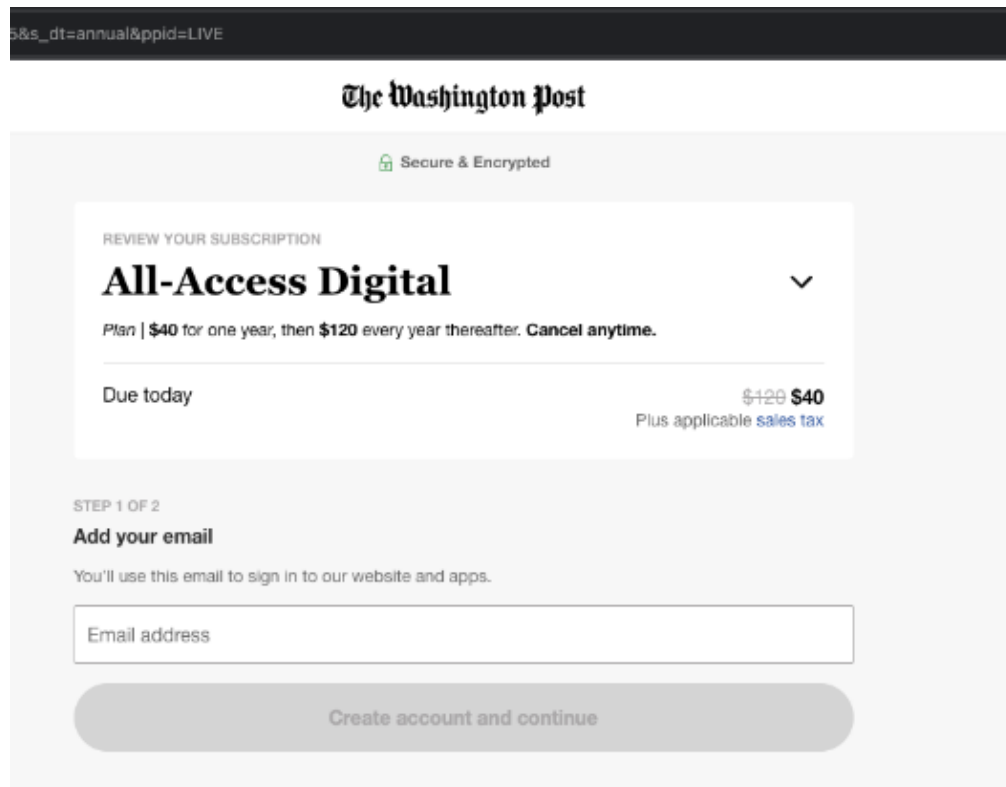 5&s_dt=annual&ppid=LIVE
The Washington Post
Secure & Encrypted
REVIEW YOUR SUBSCRIPTION
All-Access Digital
Plan | $40 for one year, then $120 every year thereafter. Cancel anytime.
Due today
$120 $40
Plus applicable sales tax
STEP 1 OF 2
Add your email
You'll use this email to sign in to our website and apps.
Email address
Create account and continue